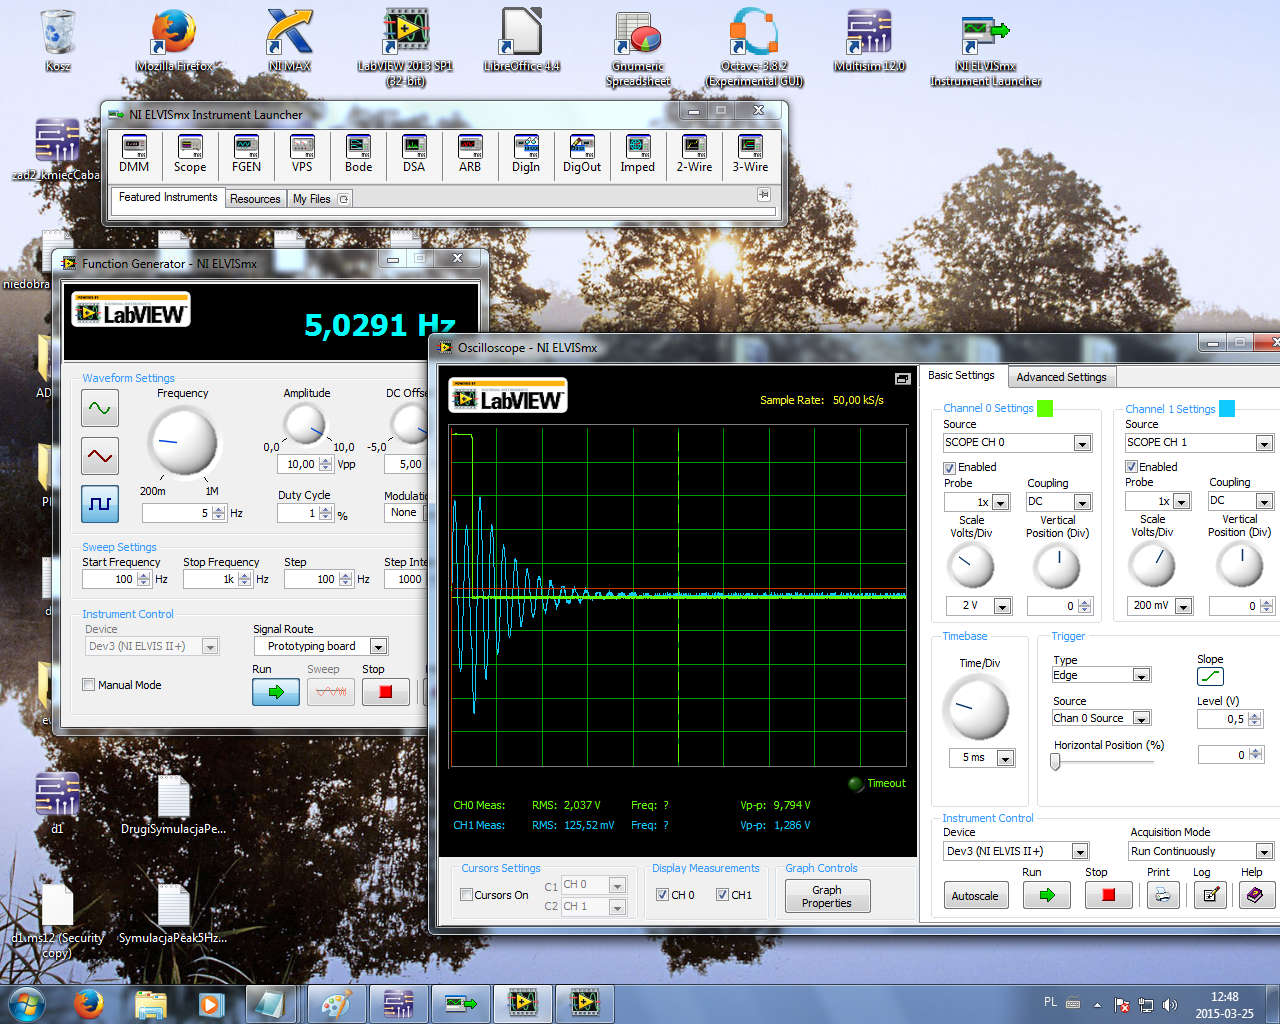 Kosz
Mozilla Firefox
NI MAX
LabVIEW 2013 SP1
(32-bit)
LibreOffice 4.4
Gnumeric
Spreadsheet
Octave-3.8.2
(Experimental GUI)
Multisim 12.0
NI ELVISmx
Instrument Launcher
NI ELVISmx Instrument Launcher
DMM
Scope
FGEN
VPS
Bode
DSA
ARB
DigIn
DigOut
Imped
2-Wire
3-Wire
Featured Instruments
Resources
My Files
zad2_kmiecCaba
niedobra
Function Generator - NI ELVISmx
POWERED BY
NATIONAL INSTRUMENTS
LabVIEW
5,0291 Hz
Waveform Settings
Frequency
Amplitude
DC Offse
200m
1M
0,0
10,0
-5,0
5 Hz
10,00 Vpp
5,00
Duty Cycle
1 %
Modulatio
None
Sweep Settings
Start Frequency
Stop Frequency
Step
Step Inte
100 Hz
1k Hz
100 Hz
1000
Instrument Control
Device
Dev3 (NI ELVIS II+)
Signal Route
Prototyping board
Manual Mode
Run
Sweep
Stop
Oscilloscope - NI ELVISmx
POWERED BY
LabVIEW
Sample Rate: 50,00 kS/s
Timeout
CH0 Meas: RMS: 2,037 V Freq: ? Vp-p: 9,794 V
CH1 Meas: RMS: 125,52 mV Freq: ? Vp-p: 1,286 V
Cursors Settings
Cursors On
C1 CH 0
C2 CH 1
Display Measurements
CH 0
CH1
Graph Controls
Graph
Properties
Basic Settings
Advanced Settings
Channel 0 Settings
Source
SCOPE CH 0
Enabled
Probe
1x
Coupling
DC
Scale
Volts/Div
Vertical
Position (Div)
2 V
0
Channel 1 Settings
Source
SCOPE CH 1
Enabled
Probe
1x
Coupling
DC
Scale
Volts/Div
Vertical
Position (Div)
200 mV
0
Timebase
Time/Div
5 ms
Trigger
Type
Edge
Slope
Source
Chan 0 Source
Level (V)
0,5
Horizontal Position (%)
0
Instrument Control
Device
Dev3 (NI ELVIS II+)
Acquisition Mode
Run Continuously
Autoscale
Run
Stop
Print
Log
Help
d1
DrugiSymulacjaPe...
d1.ms12 (Security
copy)
SymulacjaPeak5Hz...
PL
12:48
2015-03-25